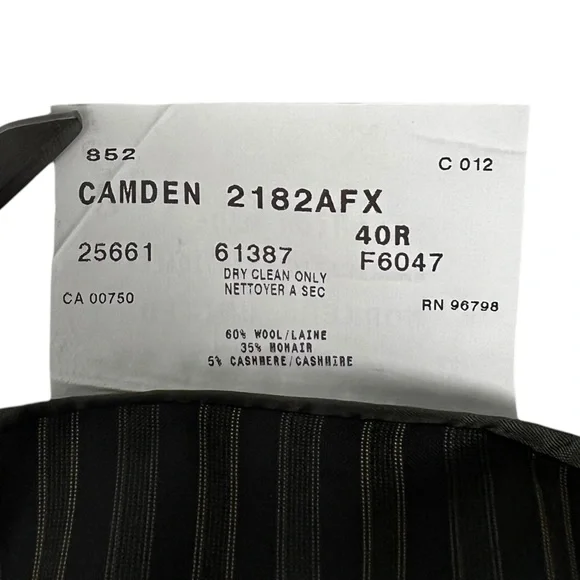 852 C 012
CAMDEN 2182AFX
40R
25661 61387 F6047
DRY CLEAN ONLY
NETTOYER A SEC
CA 00750 RN 96798
60% WOOL/LAINE
35% MOHAIR
5% CASHMERE/CASHMIRE